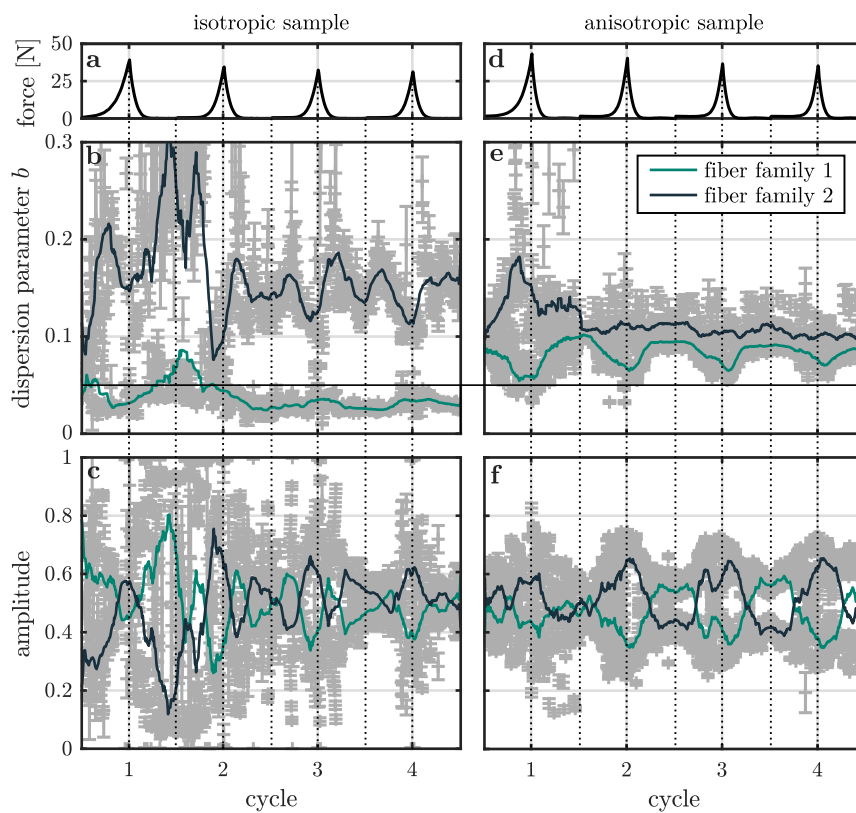 isotropic sample
anisotropic sample
force [N]
50
25
0
a
d
dispersion parameter b
0.3
0.2
0.1
0
b
e
fiber family 1
fiber family 2
amplitude
1
0.8
0.6
0.4
0.2
0
c
f
1 2 3 4
1 2 3 4
cycle
cycle